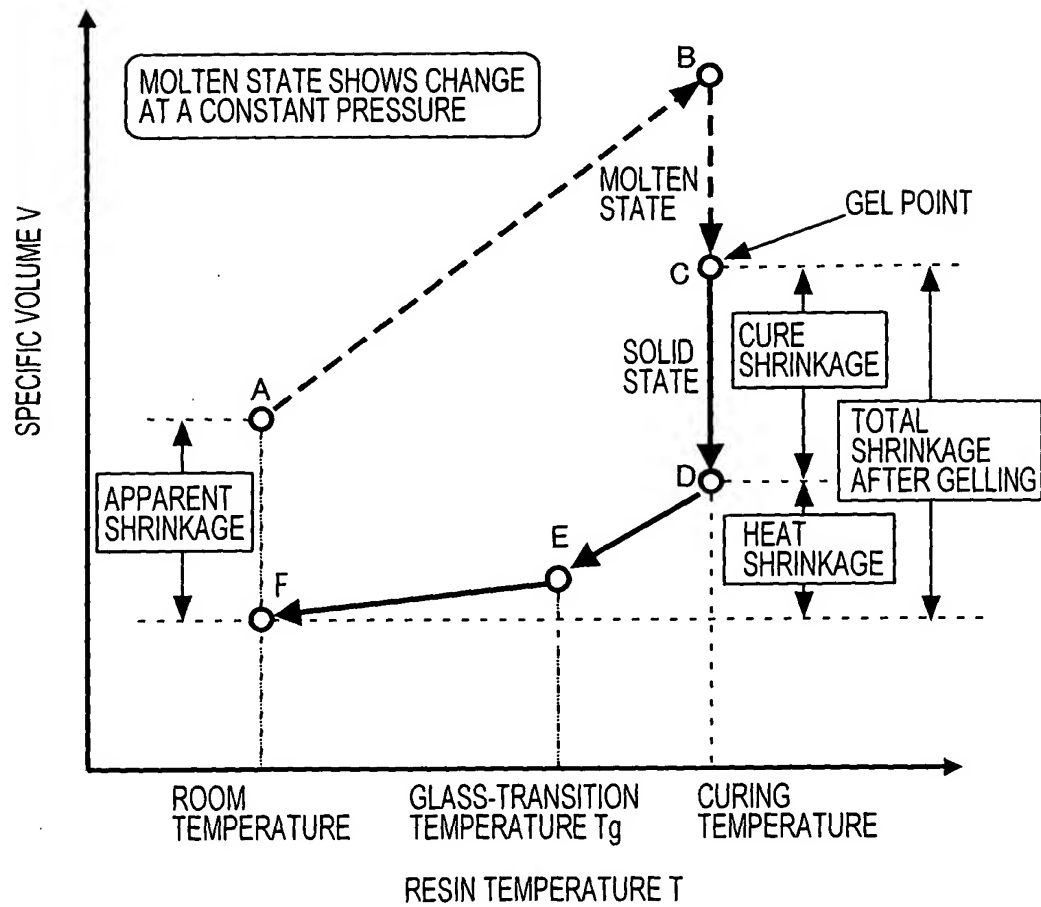 MOLTEN STATE SHOWS CHANGE
AT A CONSTANT PRESSURE
B
MOLTEN
STATE
GEL POINT
C
SPECIFIC VOLUME V
SOLID
STATE
CURE
SHRINKAGE
A
TOTAL
SHRINKAGE
AFTER GELLING
APPARENT
SHRINKAGE
D
HEAT
SHRINKAGE
E
F
ROOM
TEMPERATURE
GLASS-TRANSITION
TEMPERATURE Tg
CURING
TEMPERATURE
RESIN TEMPERATURE T